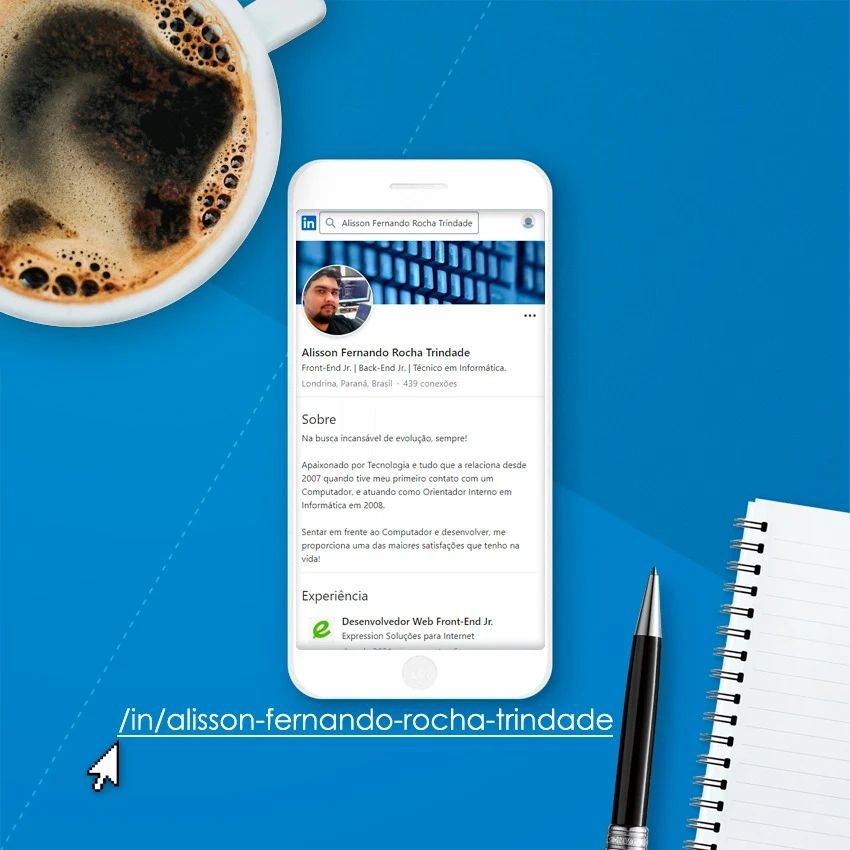 in Alisson Fernando Rocha Trindade
Alisson Fernando Rocha Trindade
Front-End Jr. | Back-End Jr. | Técnico em Informática.
Londrina, Paraná, Brasil · 439 conexões
Sobre
Na busca incansável de evolução, sempre!
Apaixonado por Tecnologia e tudo que a relaciona desde
2007 quando tive meu primeiro contato com um
Computador, e atuando como Orientador Interno em
Informática em 2008.
Sentar em frente ao Computador e desenvolver, me
proporciona uma das maiores satisfações que tenho na
vida!
Experiência
Desenvolvedor Web Front-End Jr.
Expression Soluções para Internet
/in/alisson-fernando-rocha-trindade